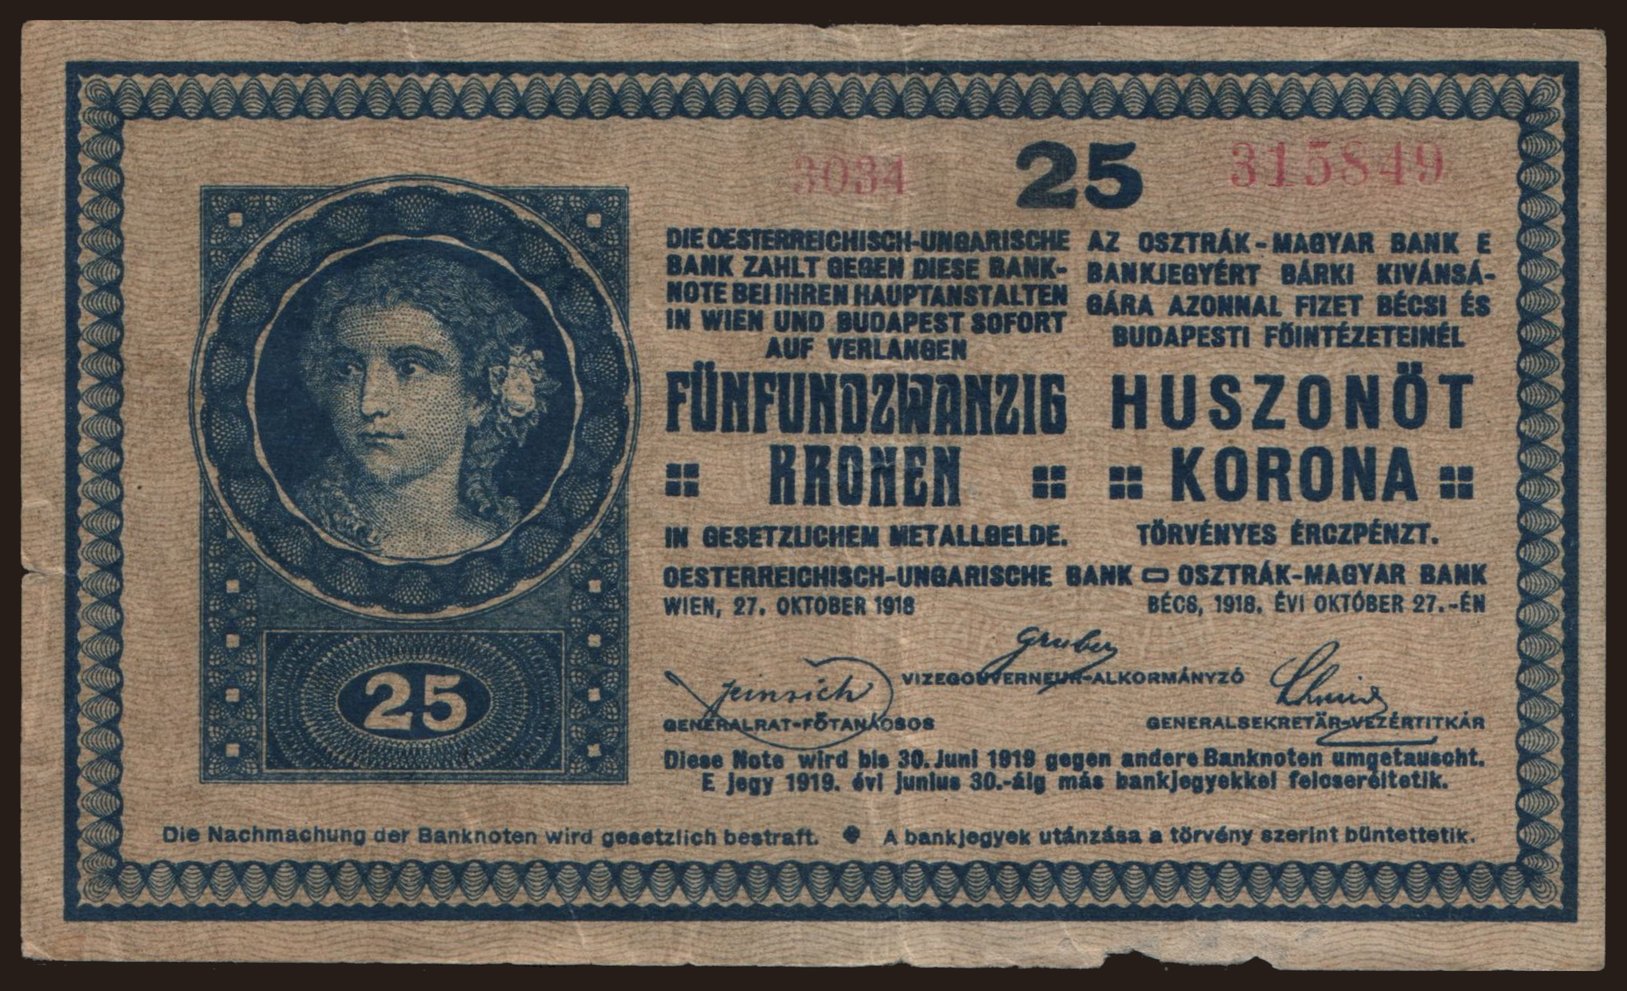 3034 25 315849
DIE OESTERREICHISCH-UNGARISCHE
BANK ZAHLT GEGEN DIESE BANK-
NOTE BEI IHREN HAUPTANSTALTEN
IN WIEN UND BUDAPEST SOFORT
AUF VERLANGEN
FÜNFUNDZWANZIG
KRONEN
IN GESETZLICHEM METALLGELDE.
AZ OSZTRÁK-MAGYAR BANK E
BANKJEGYÉRT BÁRKI KIVÁNSÁ-
GÁRA AZONNAL FIZET BÉCSI ÉS
BUDAPESTI FŐINTÉZETEINÉL
HUSZONÖT
KORONA
TÖRVÉNYES ÉRCZPÉNZT.
OESTERREICHISCH-UNGARISCHE BANK OSZTRÁK-MAGYAR BANK
WIEN, 27. OKTOBER 1918 BÉCS, 1918. ÉVI OKTÓBER 27.-ÉN
Gruber
VIZEGOUVERNEUR-ALKORMÁNYZÓ
GENERALRAT-FŐTANÁCSOS
GENERALSEKRETÄR-VEZÉRTITKÁR
25
Diese Note wird bis 30. Juni 1919 gegen andere Banknoten umgetauscht.
E jegy 1919. évi junius 30.-áig más bankjegyekkel felcseréltetik.
Die Nachmachung der Banknoten wird gesetzlich bestraft. A bankjegyek utánzása a törvény szerint büntettetik.